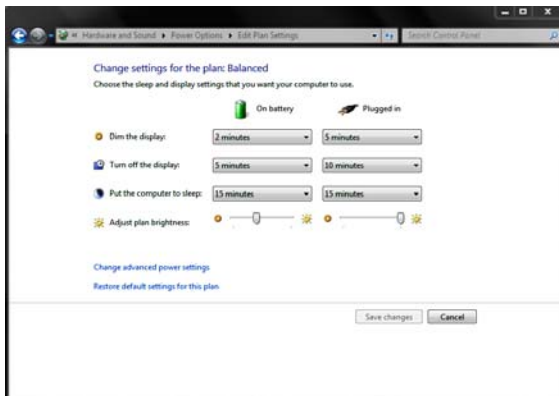 « Hardware and Sound ▸ Power Options ▸ Edit Plan Settings
Search Control Panel
Change settings for the plan: Balanced
Choose the sleep and display settings that you want your computer to use.
On battery Plugged in
Dim the display: 2 minutes 5 minutes
Turn off the display: 5 minutes 10 minutes
Put the computer to sleep: 15 minutes 15 minutes
Adjust plan brightness:
Change advanced power settings
Restore default settings for this plan
Save changes Cancel